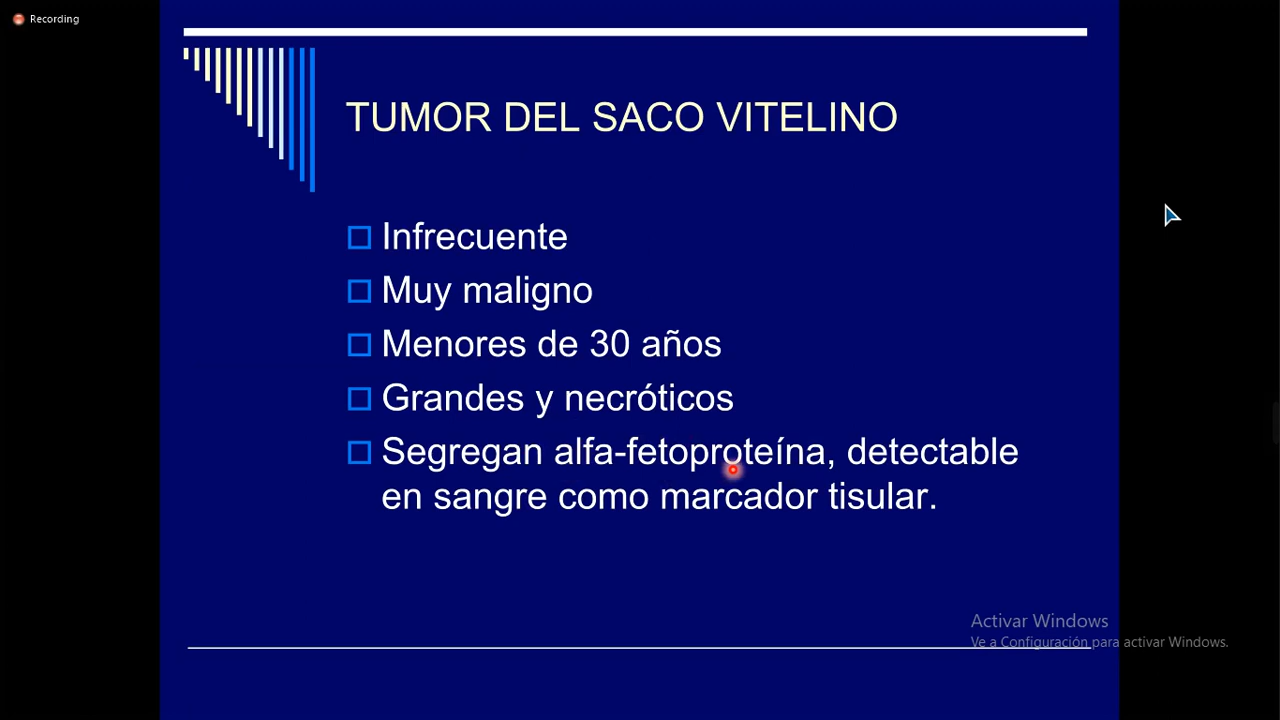 Recording
TUMOR DEL SACO VITELINO
Infrecuente
Muy maligno
Menores de 30 años
Grandes y necróticos
Segregan alfa-fetoproteína, detectable
en sangre como marcador tisular.
Activar Windows
Ve a Configuración para activar Windows.